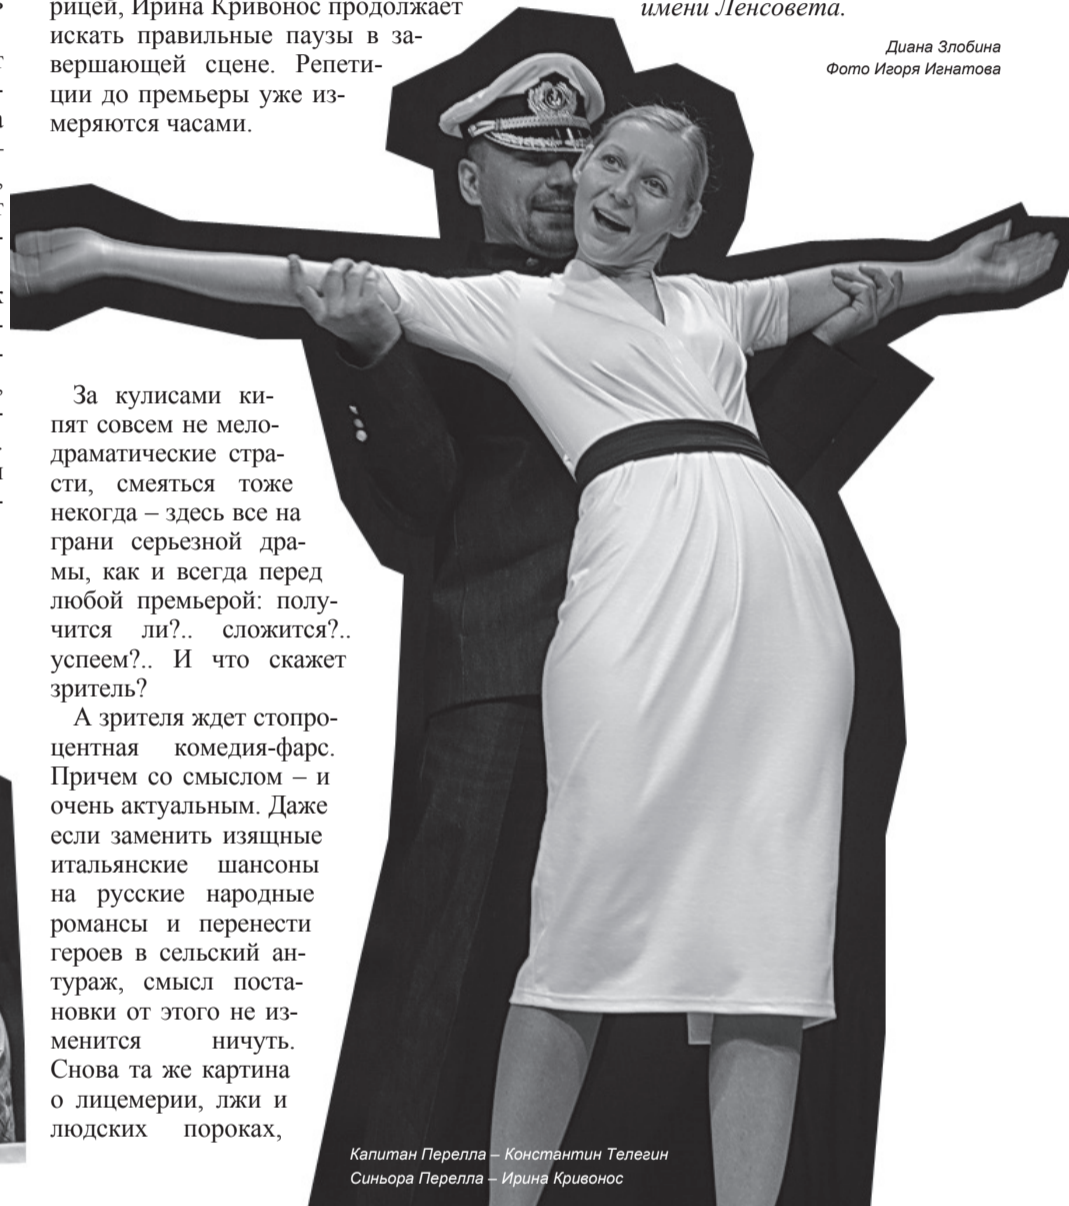 рицей, Ирина Кривонос продолжает
искать правильные паузы в за-
вершающей сцене. Репети-
ции до премьеры уже из-
меряются часами.
За кулисами ки-
пят совсем не мело-
драматические стра-
сти, смеяться тоже
некогда – здесь все на
грани серьезной дра-
мы, как и всегда перед
любой премьерой: полу-
чится ли?.. сложится?..
успеем?.. И что скажет
зритель?
А зрителя ждет стопро-
центная комедия-фарс.
Причем со смыслом – и
очень актуальным. Даже
если заменить изящные
итальянские шансоны
на русские народные
романсы и перенести
героев в сельский ан-
тураж, смысл поста-
новки от этого не из-
менится ничуть.
Снова та же картина
о лицемерии, лжи и
людских пороках,
имени Ленсовета.
Диана Злобина
Фото Игоря Игнатова
Капитан Перелла – Константин Телегин
Синьора Перелла – Ирина Кривонос